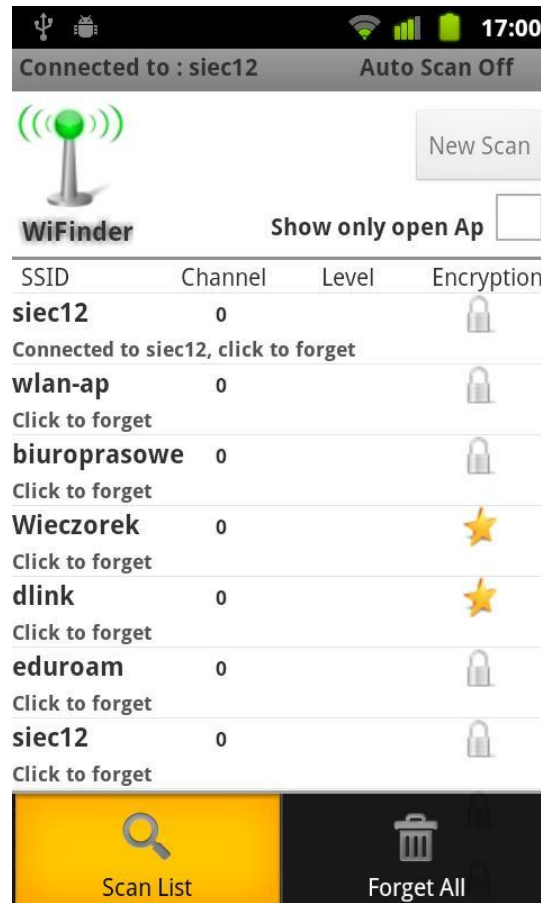 17:00
Connected to : siec12 Auto Scan Off
New Scan
WiFinder
Show only open Ap
SSID Channel Level Encryption
siec12 0
Connected to siec12, click to forget
wlan-ap 0
Click to forget
biuroprasowe 0
Click to forget
Wieczorek 0
Click to forget
dlink 0
Click to forget
eduroam 0
Click to forget
siec12 0
Click to forget
Scan List Forget All